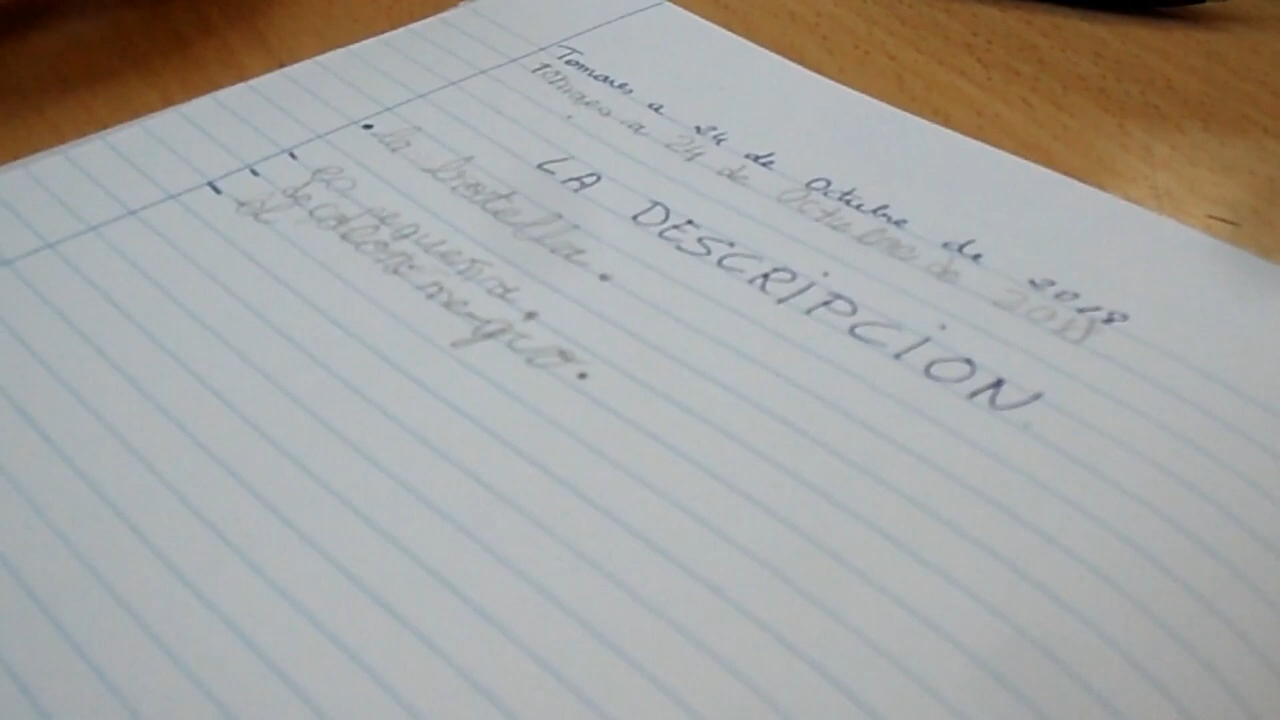 Tomares a 24 de Octubre de 2018
Tomares a 24 de Octubre de 2018
LA DESCRIPCION
• la botella.
- es pequeña.
- de color negro.
-